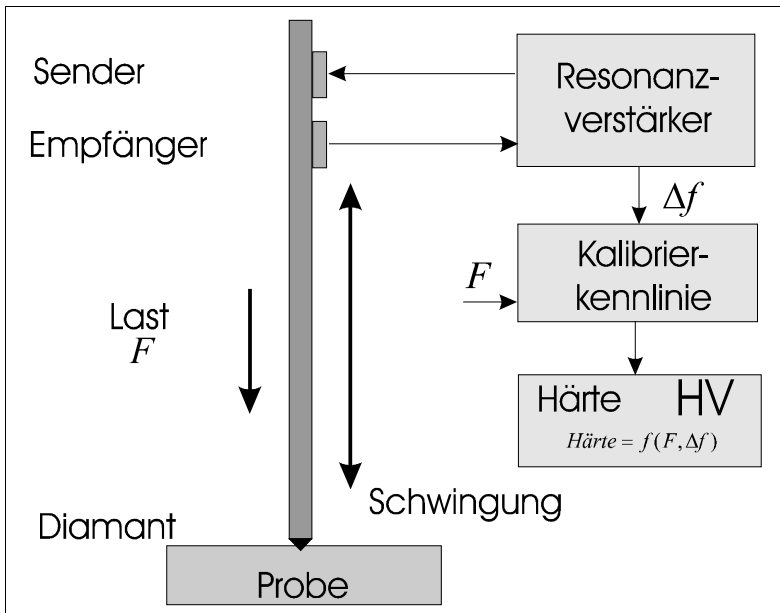 Sender
Empfänger
Last
F
Diamant
Probe
Schwingung
Resonanz-
verstärker
Δf
F
Kalibrier-
kennlinie
Härte HV
Härte = f(F,Δf)